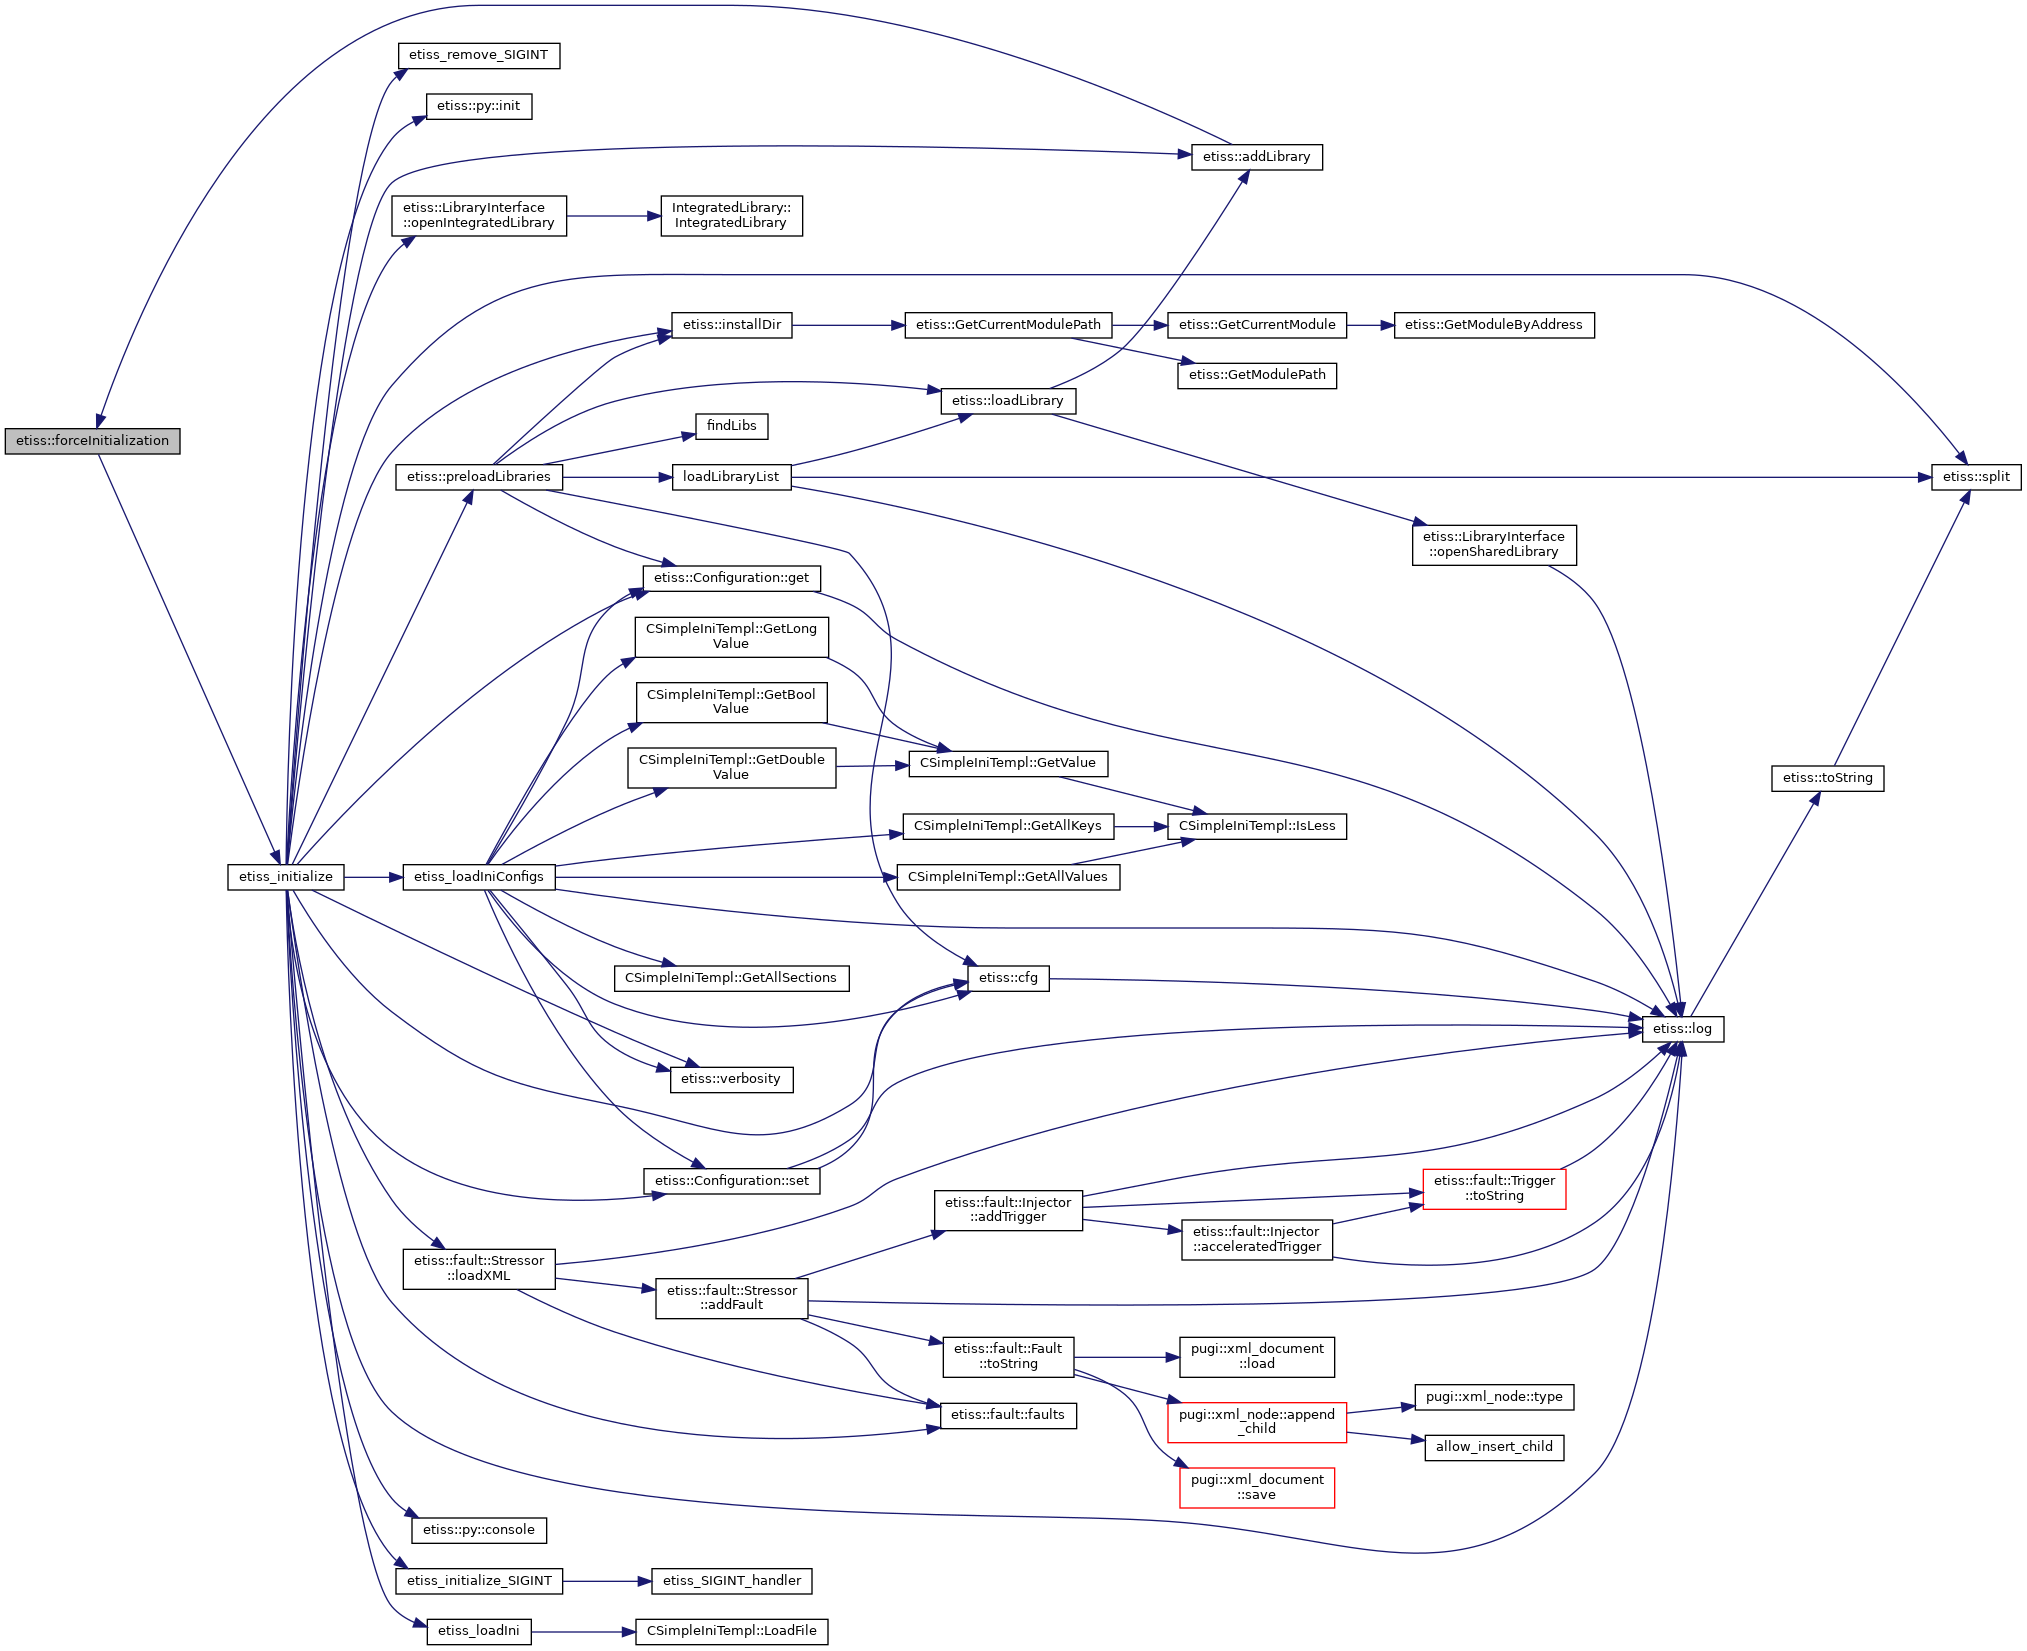 etiss_remove_SIGINT
etiss::py::init
etiss::addLibrary
etiss::LibraryInterface
::openIntegratedLibrary
IntegratedLibrary::
IntegratedLibrary
etiss::installDir
etiss::GetCurrentModulePath
etiss::GetCurrentModule
etiss::GetModuleByAddress
etiss::GetModulePath
etiss::loadLibrary
findLibs
etiss::forceInitialization
etiss::preloadLibraries
loadLibraryList
etiss::split
etiss::LibraryInterface
::openSharedLibrary
etiss::Configuration::get
CSimpleIniTempl::GetLong
Value
CSimpleIniTempl::GetBool
Value
CSimpleIniTempl::GetDouble
Value
CSimpleIniTempl::GetValue
etiss::toString
CSimpleIniTempl::GetAllKeys
CSimpleIniTempl::IsLess
etiss_initialize
etiss_loadIniConfigs
CSimpleIniTempl::GetAllValues
CSimpleIniTempl::GetAllSections
etiss::cfg
etiss::log
etiss::verbosity
etiss::Configuration::set
etiss::fault::Injector
::addTrigger
etiss::fault::Trigger
::toString
etiss::fault::Injector
::acceleratedTrigger
etiss::fault::Stressor
::loadXML
etiss::fault::Stressor
::addFault
etiss::fault::Fault
::toString
pugi::xml_document
::load
etiss::fault::faults
pugi::xml_node::append
_child
pugi::xml_node::type
allow_insert_child
pugi::xml_document
::save
etiss::py::console
etiss_initialize_SIGINT
etiss_SIGINT_handler
etiss_loadIni
CSimpleIniTempl::LoadFile